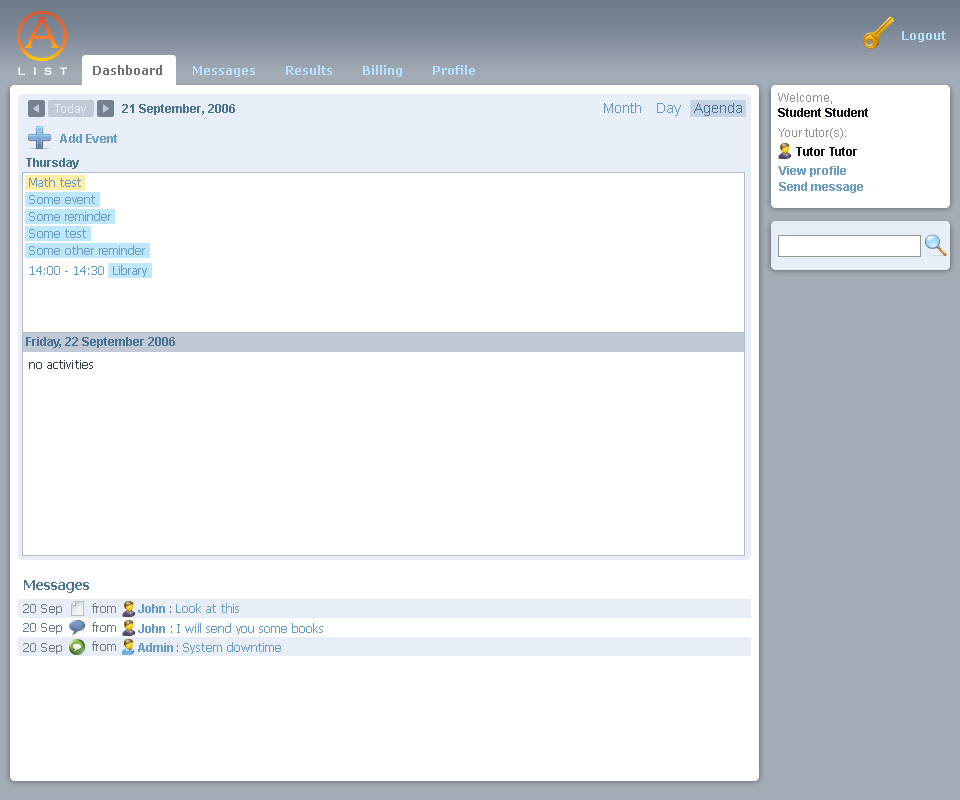 A
LIST
Dashboard Messages Results Billing Profile
Logout
Today 21 September, 2006 Month Day Agenda
Add Event
Thursday
Math test
Some event
Some reminder
Some test
Some other reminder
14:00 - 14:30 Library
Friday, 22 September 2006
no activities
Messages
20 Sep from John : Look at this
20 Sep from John : I will send you some books
20 Sep from Admin : System downtime
Welcome,
Student Student
Your tutor(s):
Tutor Tutor
View profile
Send message